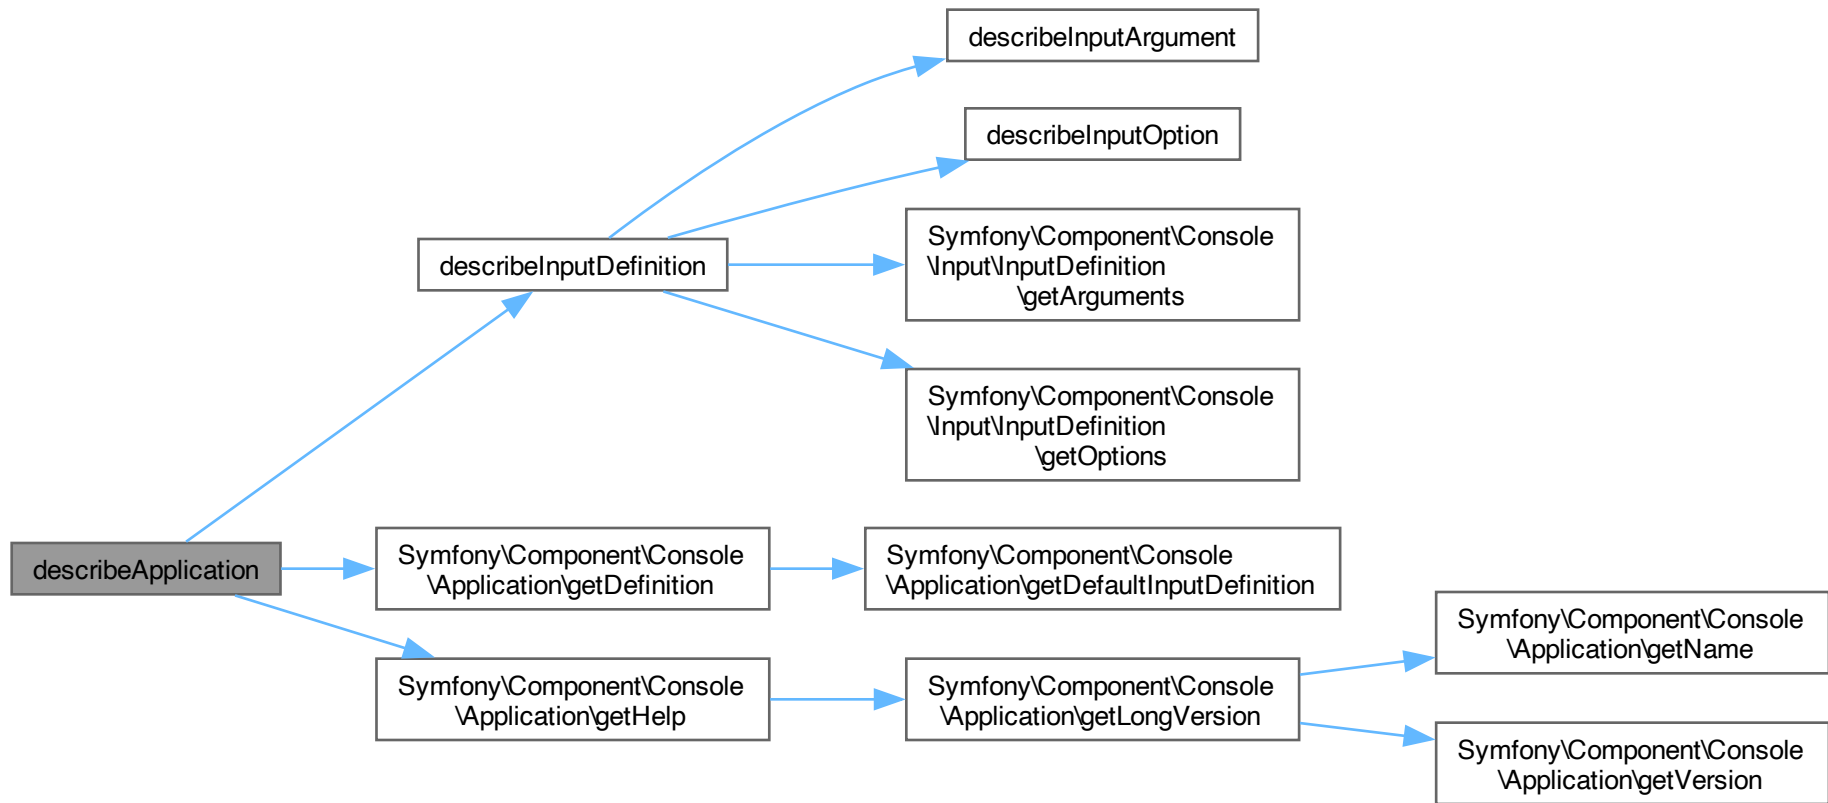 describeInputArgument
describeInputOption
describeInputDefinition
Symfony\Component\Console
\Input\InputDefinition
\getArguments
Symfony\Component\Console
\Input\InputDefinition
\getOptions
describeApplication
Symfony\Component\Console
\Application\getDefinition
Symfony\Component\Console
\Application\getDefaultInputDefinition
Symfony\Component\Console
\Application\getHelp
Symfony\Component\Console
\Application\getLongVersion
Symfony\Component\Console
\Application\getName
Symfony\Component\Console
\Application\getVersion